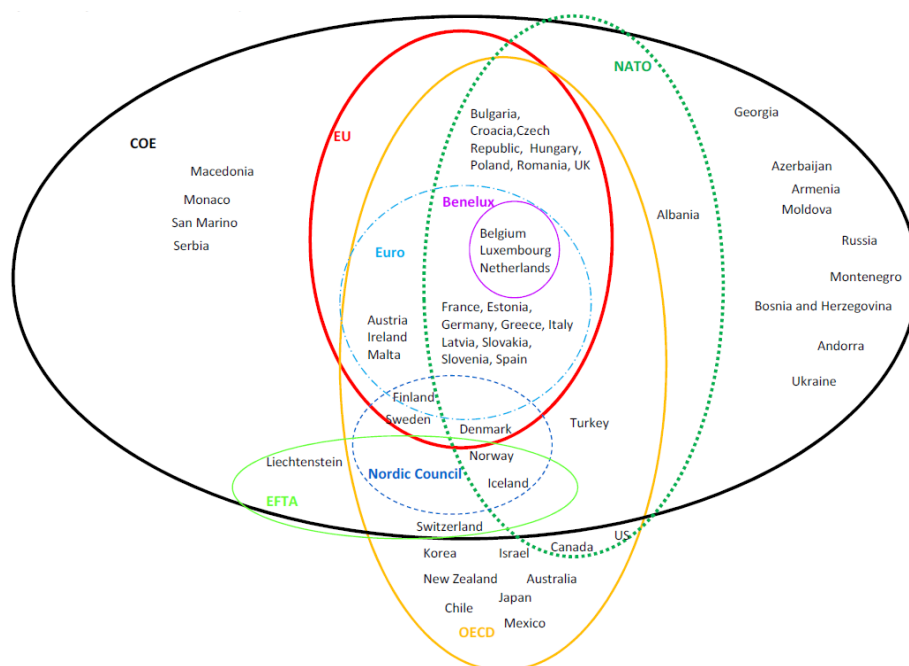 NATO
Georgia
Bulgaria,
Croacia,Czech
Republic, Hungary,
Poland, Romania, UK
EU
COE
Macedonia
Azerbaijan
Armenia
Moldova
Monaco
San Marino
Serbia
Benelux
Albania
Belgium
Luxembourg
Netherlands
Euro
Russia
Montenegro
Bosnia and Herzegovina
France, Estonia,
Germany, Greece, Italy
Latvia, Slovakia,
Slovenia, Spain
Austria
Ireland
Malta
Andorra
Ukraine
Finland
Sweden
Denmark
Turkey
Norway
Liechtenstein
Nordic Council
Iceland
EFTA
Switzerland
US
Korea
Israel
Canada
New Zealand
Australia
Japan
Chile
Mexico
OECD